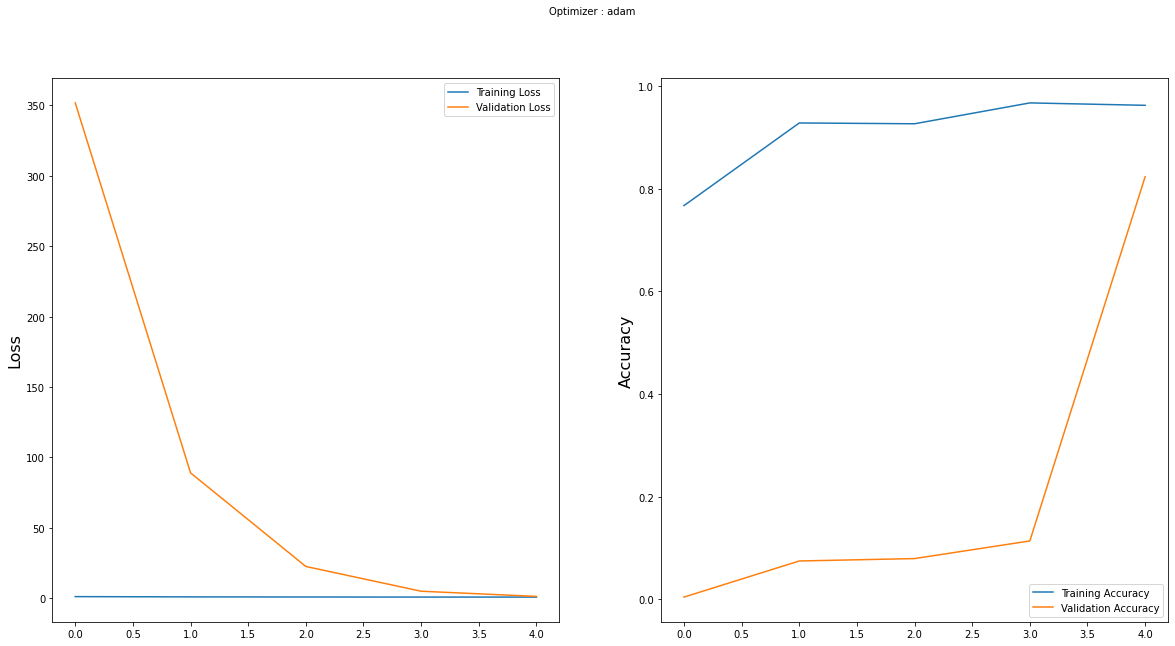 Optimizer : adam
Loss
350
300
250
200
150
100
50
0
Training Loss
Validation Loss
0.0 0.5 1.0 1.5 2.0 2.5 3.0 3.5 4.0
Accuracy
1.0
0.8
0.6
0.4
0.2
0.0
Training Accuracy
Validation Accuracy
0.0 0.5 1.0 1.5 2.0 2.5 3.0 3.5 4.0